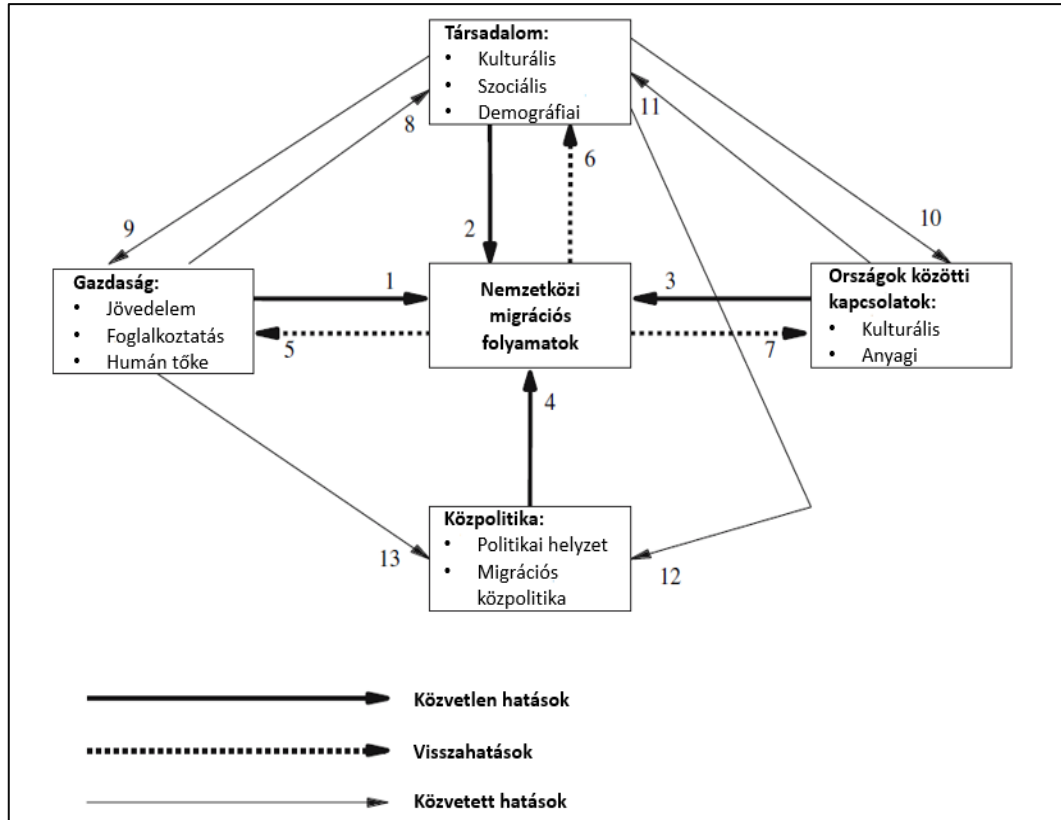 Társadalom:
• Kulturális
• Szociális
• Demográfiai
8
11
6
9
2
10
Gazdaság:
• Jövedelem
• Foglalkoztatás
• Humán tőke
1
5
Nemzetközi
migrációs
folyamatok
3
7
Országok közötti
kapcsolatok:
• Kulturális
• Anyagi
4
Közpolitika:
• Politikai helyzet
• Migrációs
közpolitika
13
12
Közvetlen hatások
Visszahatások
Közvetett hatások